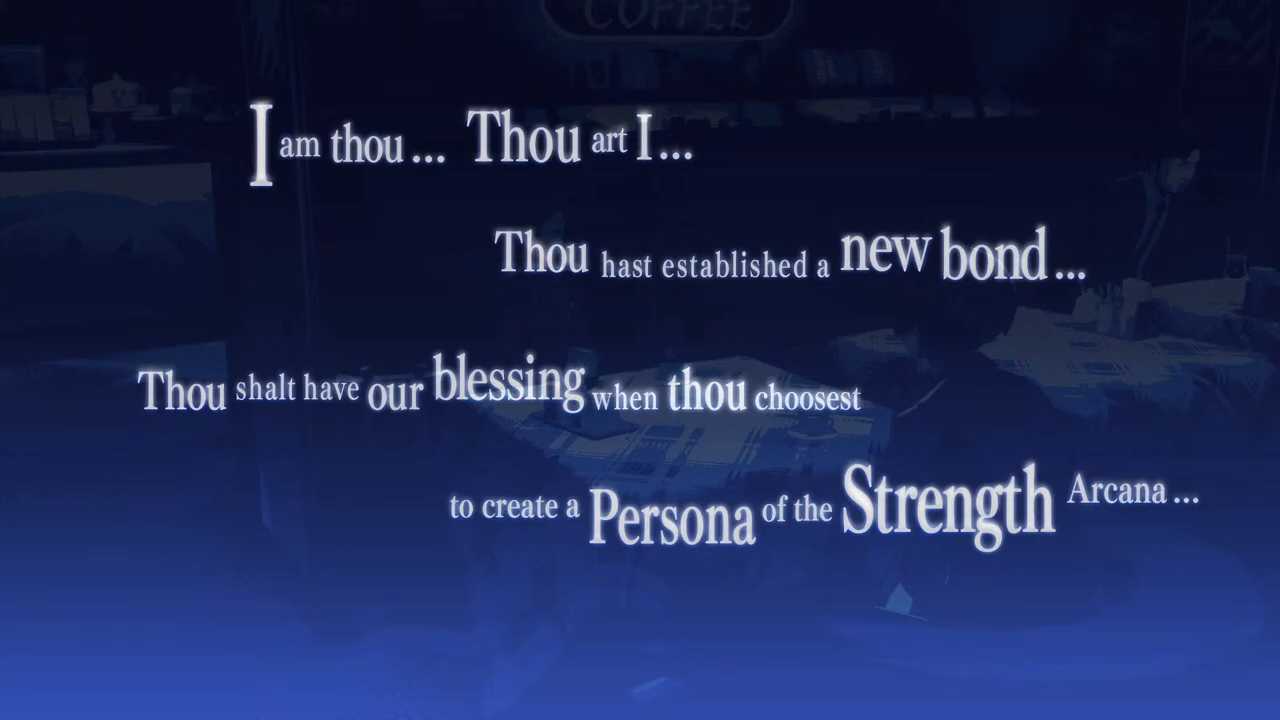 COFFEE
I am thou... Thou art I...
Thou hast established a new bond...
Thou shalt have our blessing when thou choosest
to create a Persona of the Strength Arcana...